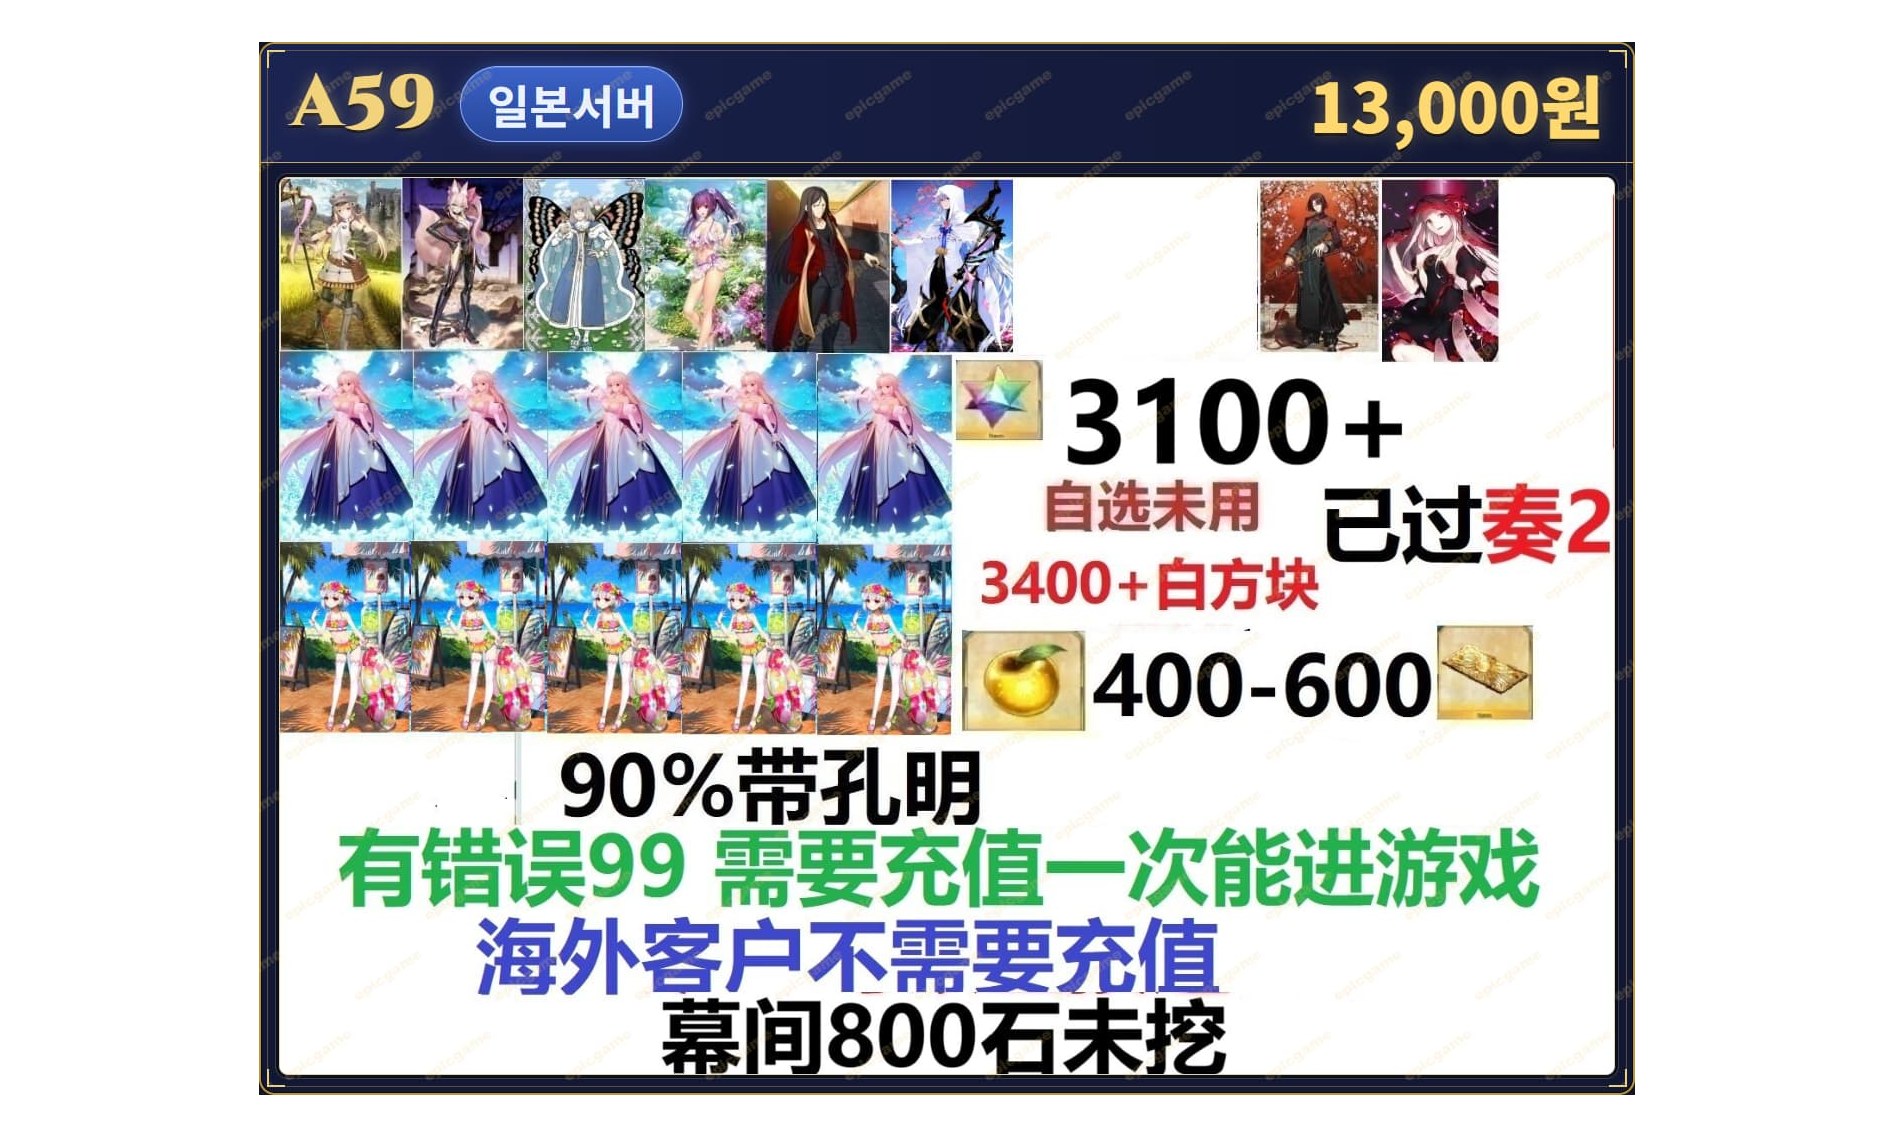 A59 일본서버 13,000원
3100+
自选未用
已过奏2
3400+白方块
400-600
90%带孔明
有错误99 需要充值一次能进游戏
海外客户不需要充值
幕间800石未挖
epicgame